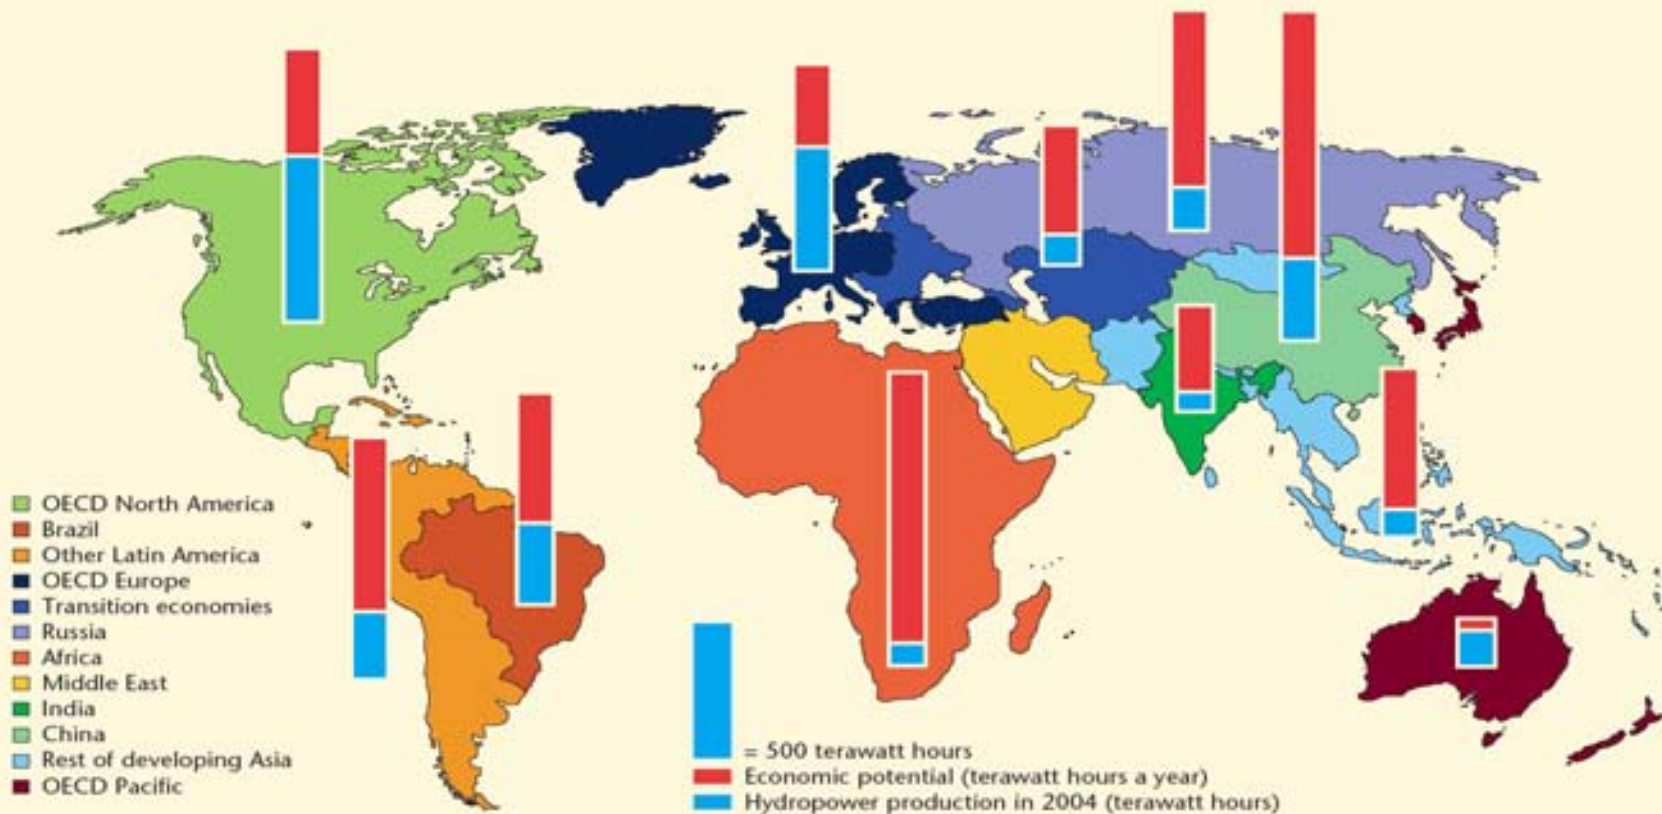 OECD North America
Brazil
Other Latin America
OECD Europe
Transition economies
Russia
Africa
Middle East
India
China
Rest of developing Asia
OECD Pacific
= 500 terawatt hours
Economic potential (terawatt hours a year)
Hydropower production in 2004 (terawatt hours)